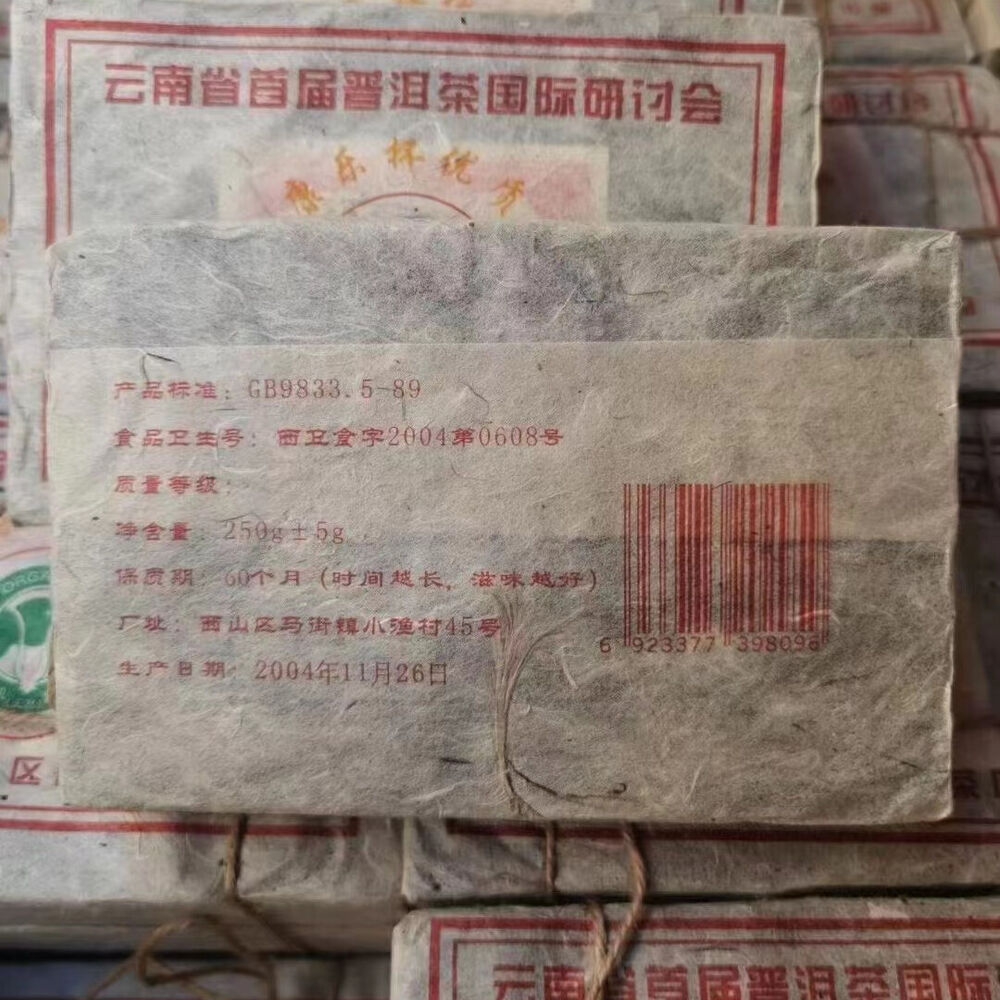 云南省首届普洱茶国际研讨会
产品标准：GB9833.5-89
食品卫生号：西卫食字2004第0608号
质量等级：
净含量：250g±5g
保质期：60个月（时间越长，滋味越好）
厂址：西山区马街镇小渔村45号
生产日期：2004年11月26日
6 923377 398096
云南省首届普洱茶国际